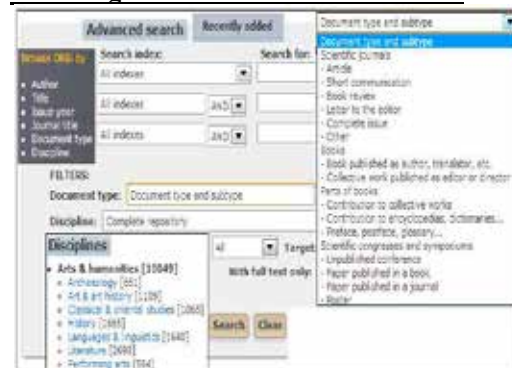 Advanced search
Recently added
Document type and subtype
Browse ORBi by
Author
Title
Issue year
Journal title
Document type
Discipline
Search index:
Search for:
All indexes
All indexes
AND
All indexes
AND
FILTERS:
Document type: Document type and subtype
Discipline: Complete repository
All
Target:
With full text only:
Search
Clear
Disciplines
Arts & humanities [10849]
Archaeology [651]
Art & art history [1109]
Classical & oriental studies [1065]
History [1665]
Languages & linguistics [1640]
Literature [2690]
Performing arts [554]
Document type and subtype
Scientific journals
- Article
- Short communication
- Book review
- Letter to the editor
- Complete issue
- Other
Books
- Book published as author, translator, etc.
- Collective work published as editor or director
Parts of books
- Contribution to collective works
- Contribution to encyclopedias, dictionaries...
- Preface, postface, glossary...
Scientific congresses and symposiums
- Unpublished conference
- Paper published in a book
- Paper published in a journal
- Poster